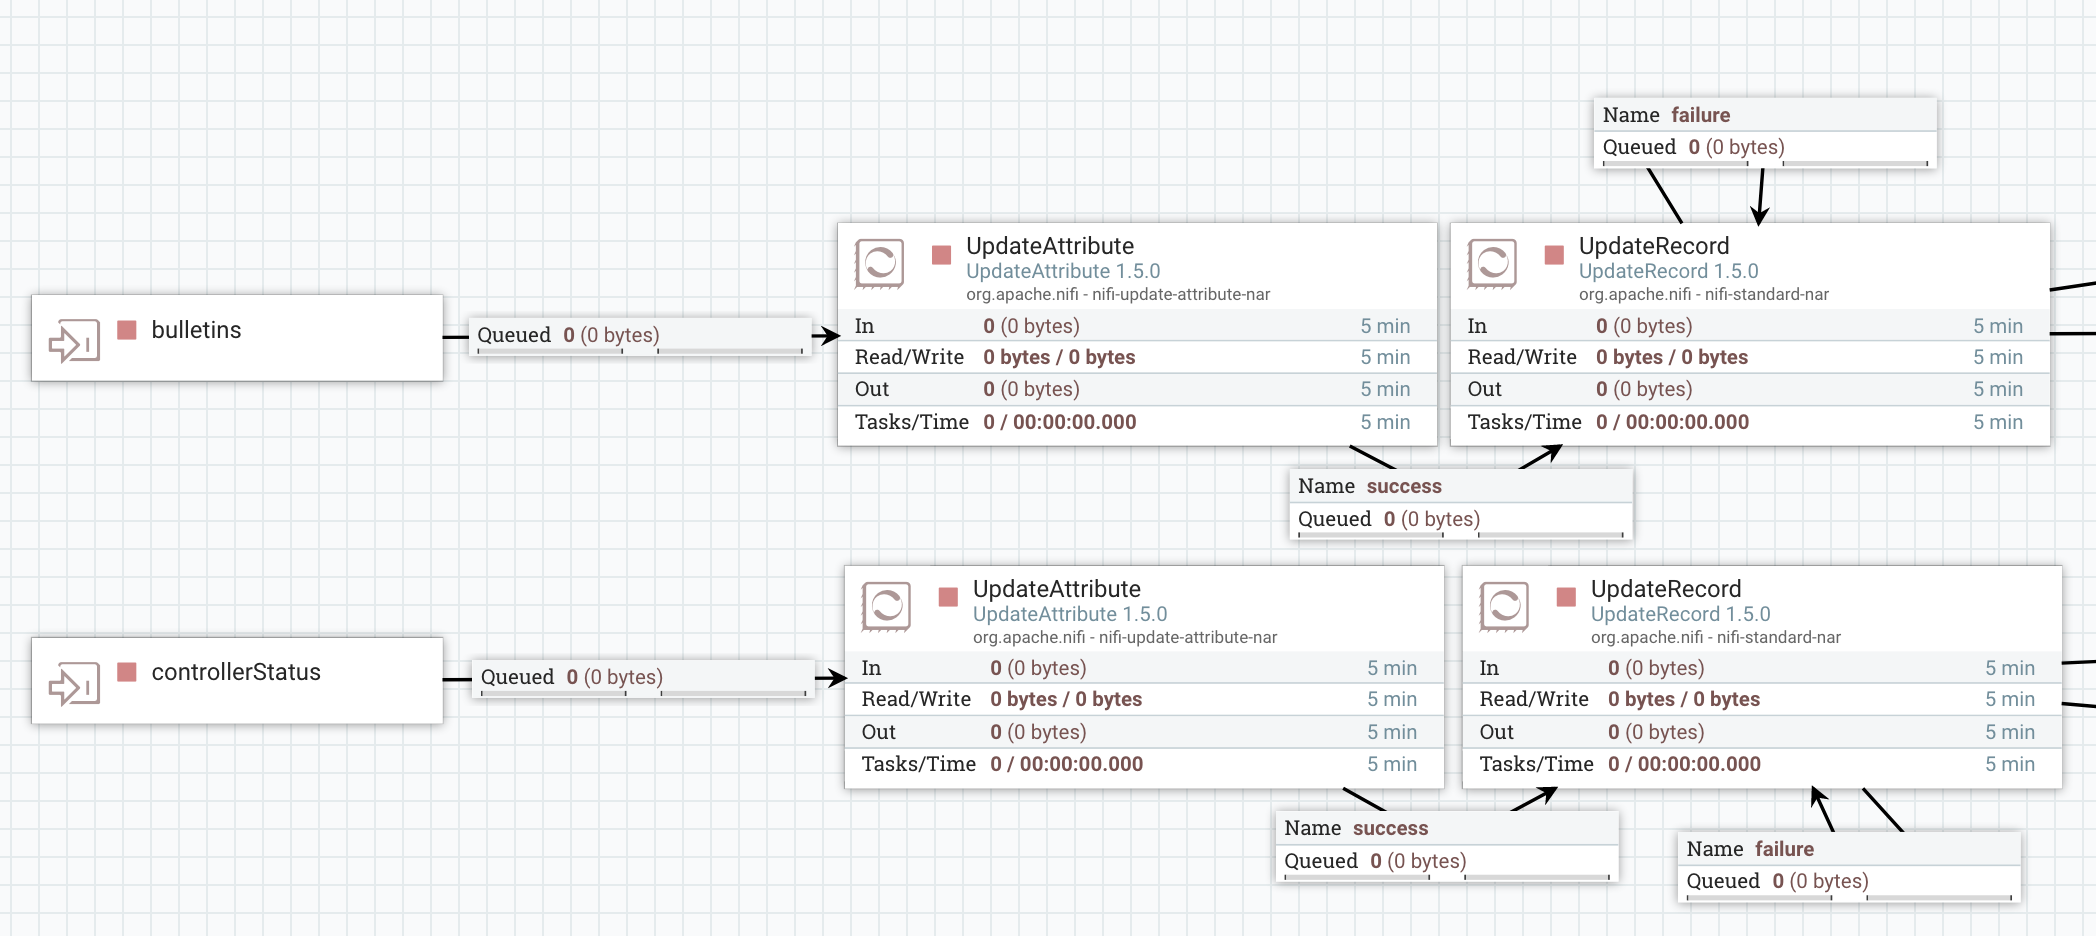 Name failure
Queued 0 (0 bytes)
UpdateAttribute
UpdateAttribute 1.5.0
org.apache.nifi - nifi-update-attribute-nar
In 0 (0 bytes) 5 min
Read/Write 0 bytes / 0 bytes 5 min
Out 0 (0 bytes) 5 min
Tasks/Time 0 / 00:00:00.000 5 min
UpdateRecord
UpdateRecord 1.5.0
org.apache.nifi - nifi-standard-nar
In 0 (0 bytes) 5 min
Read/Write 0 bytes / 0 bytes 5 min
Out 0 (0 bytes) 5 min
Tasks/Time 0 / 00:00:00.000 5 min
bulletins
Queued 0 (0 bytes)
Name success
Queued 0 (0 bytes)
UpdateAttribute
UpdateAttribute 1.5.0
org.apache.nifi - nifi-update-attribute-nar
In 0 (0 bytes) 5 min
Read/Write 0 bytes / 0 bytes 5 min
Out 0 (0 bytes) 5 min
Tasks/Time 0 / 00:00:00.000 5 min
UpdateRecord
UpdateRecord 1.5.0
org.apache.nifi - nifi-standard-nar
In 0 (0 bytes) 5 min
Read/Write 0 bytes / 0 bytes 5 min
Out 0 (0 bytes) 5 min
Tasks/Time 0 / 00:00:00.000 5 min
controllerStatus
Queued 0 (0 bytes)
Name success
Queued 0 (0 bytes)
Name failure
Queued 0 (0 bytes)